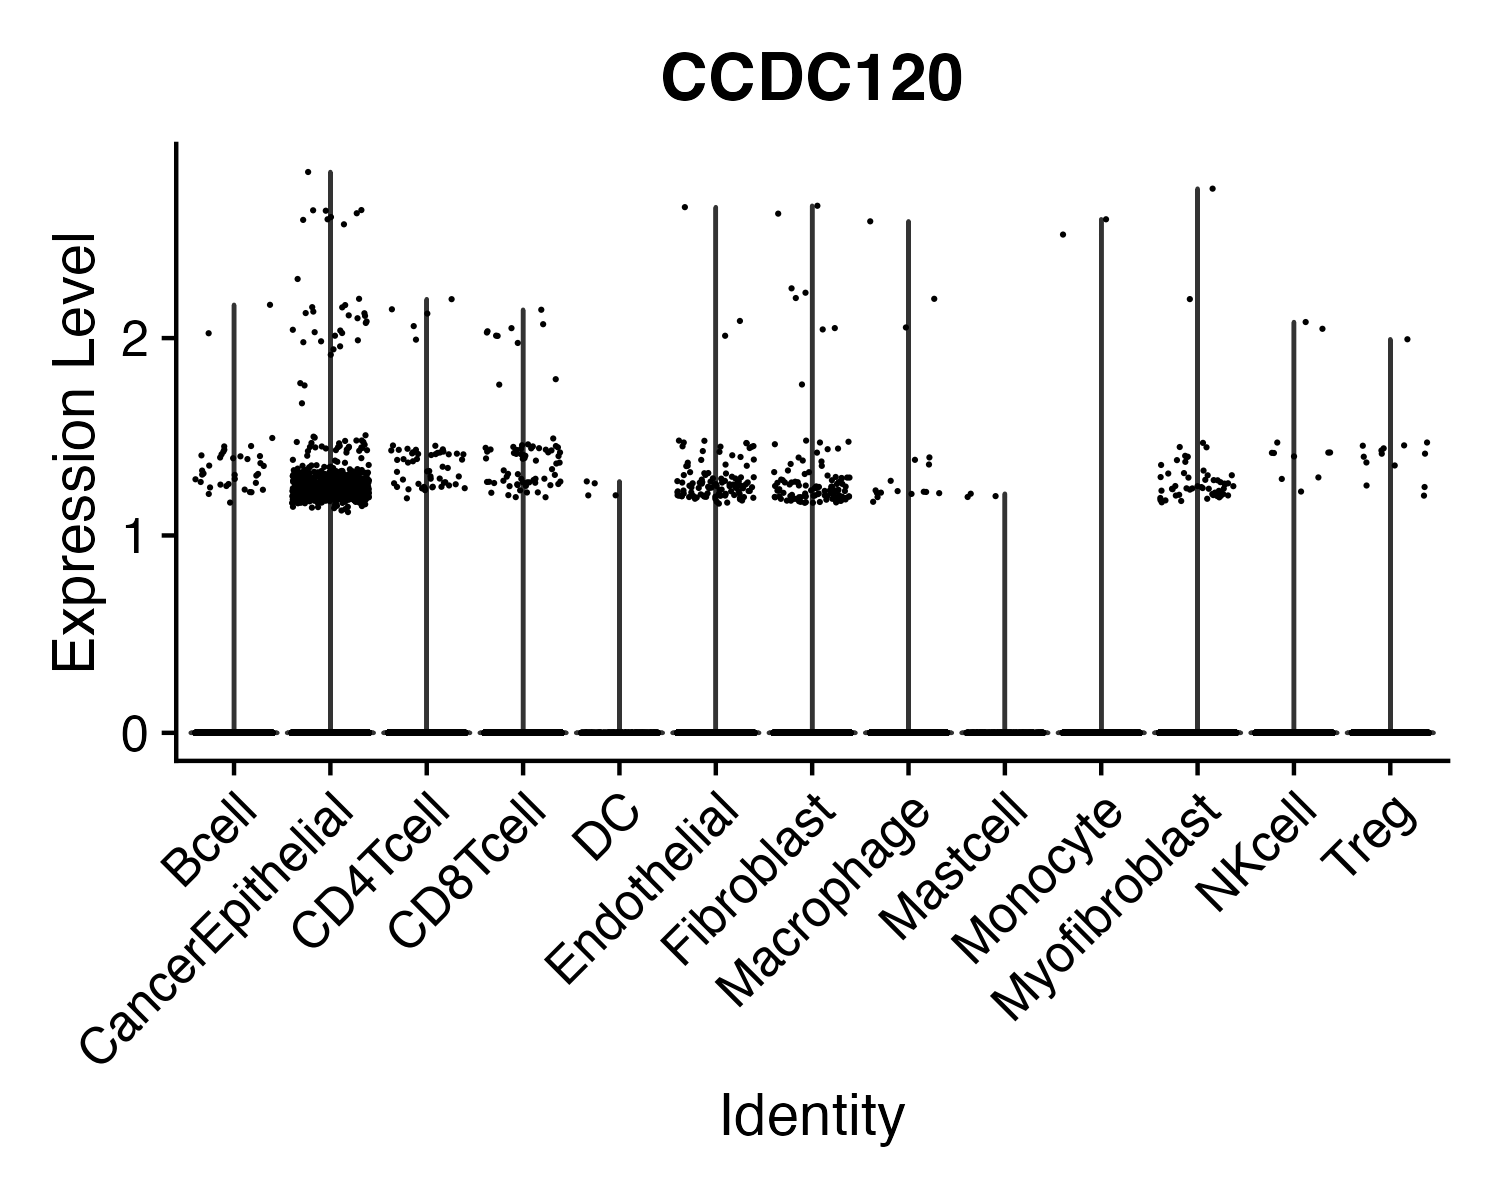 CCDC120
Expression Level
2
1
0
Bcell
CancerEpithelial
CD4Tcell
CD8Tcell
DC
Endothelial
Fibroblast
Macrophage
Mastcell
Monocyte
Myofibroblast
NKcell
Treg
Identity